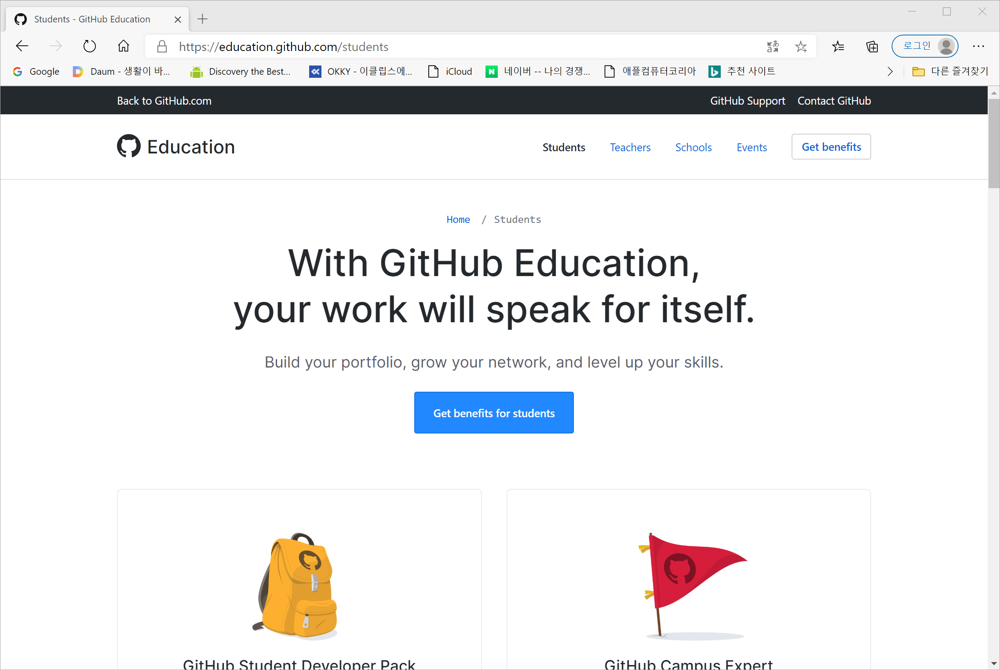 Students - GitHub Education
https://education.github.com/students
로그인
Google
Daum - 생활이 바...
Discovery the Best...
OKKY - 이클립스에...
iCloud
네이버 -- 나의 경쟁...
애플컴퓨터코리아
추천 사이트
다른 즐겨찾기
Back to GitHub.com
GitHub Support
Contact GitHub
Education
Students
Teachers
Schools
Events
Get benefits
Home / Students
With GitHub Education,
your work will speak for itself.
Build your portfolio, grow your network, and level up your skills.
Get benefits for students
GitHub Student Developer Pack
GitHub Campus Expert